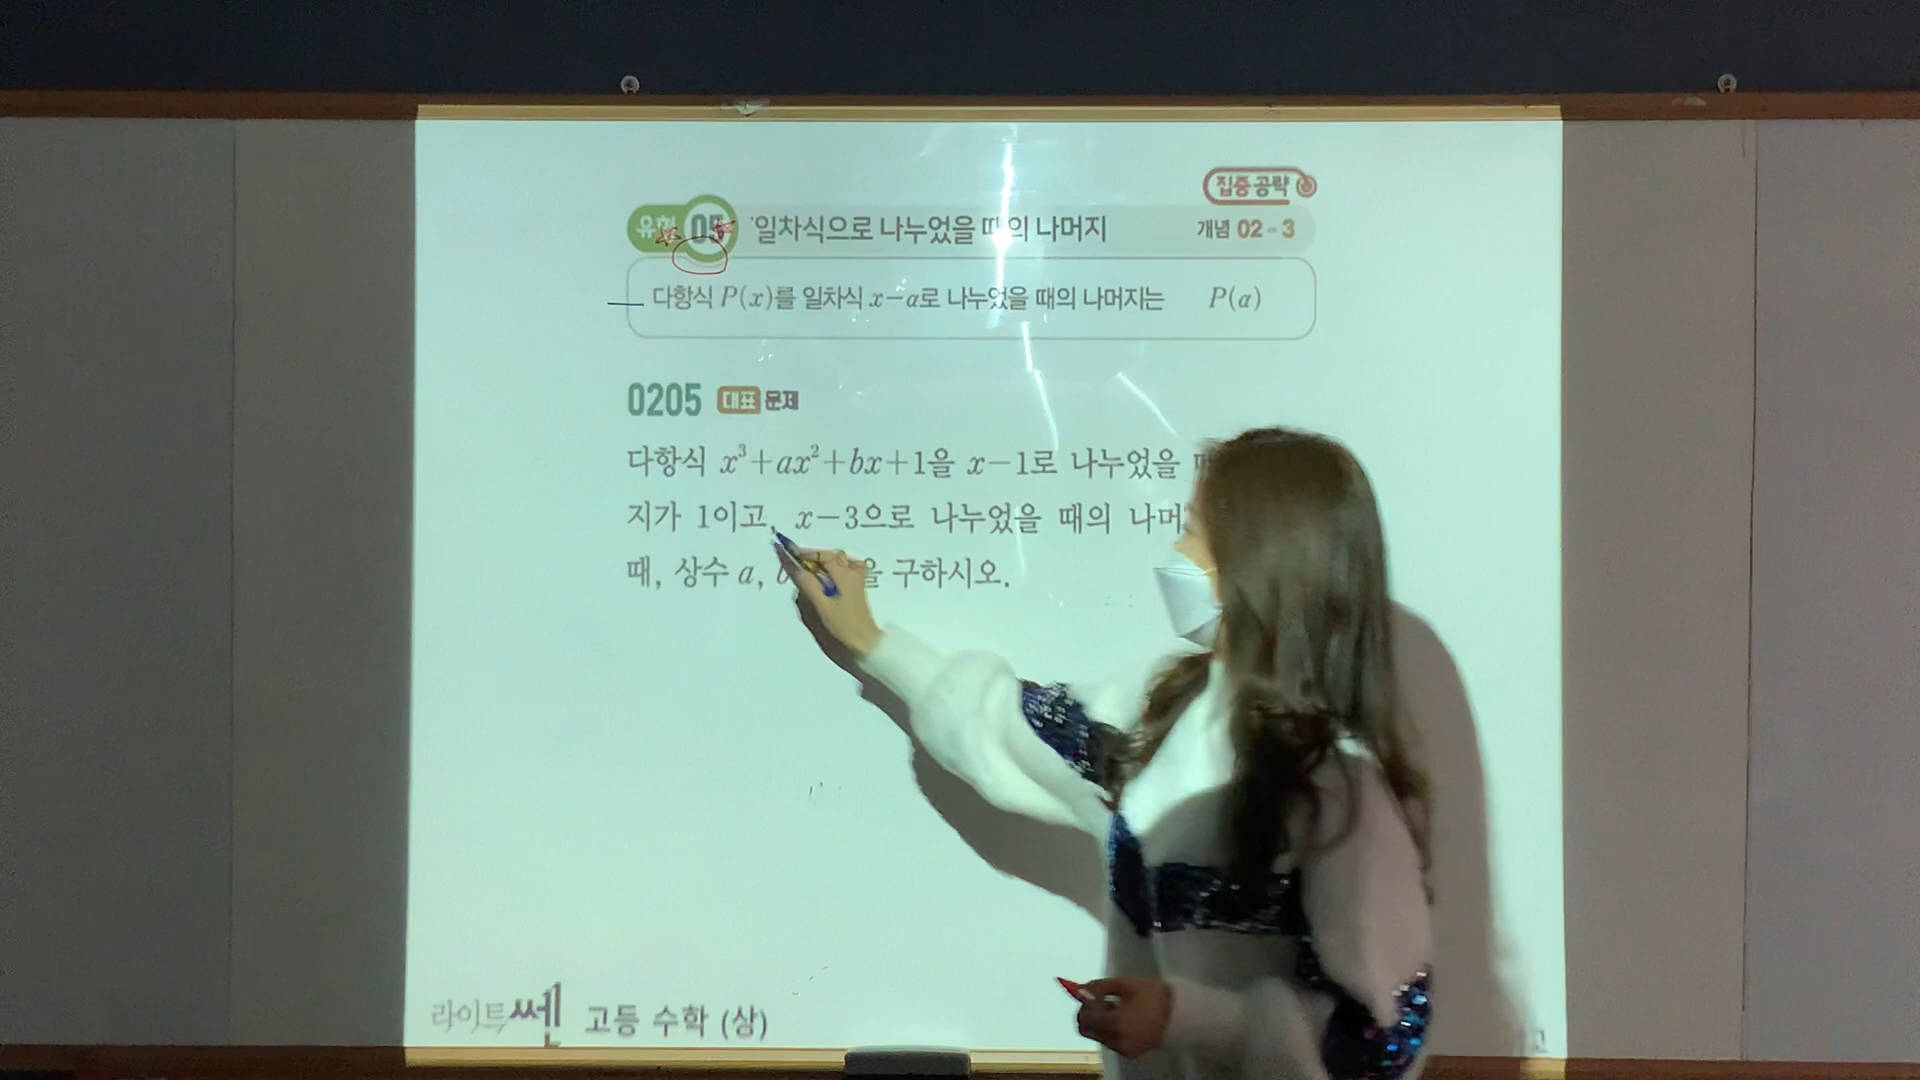 집중공략
유형 05 일차식으로 나누었을 때의 나머지 개념 02-3
다항식 P(x)를 일차식 x-α로 나누었을 때의 나머지는 P(α)
0205 대표문제
다항식 x³+ax²+bx+1을 x-1로 나누었을
지가 1이고, x-3으로 나누었을 때의 나머
때, 상수 a, 을 구하시오.
라이트쎈 고등 수학 (상)